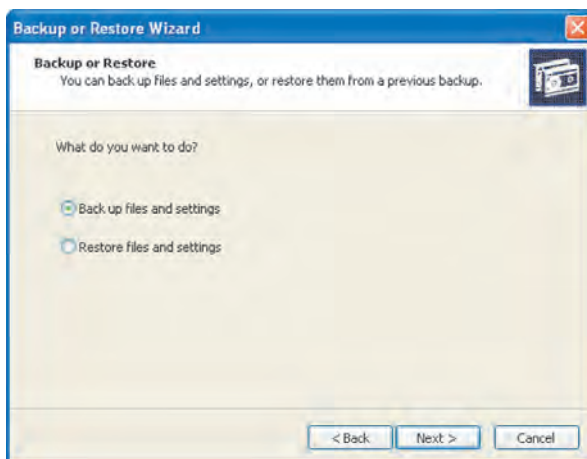 Backup or Restore Wizard
Backup or Restore
You can back up files and settings, or restore them from a previous backup.
What do you want to do?
Back up files and settings
Restore files and settings
< Back Next > Cancel